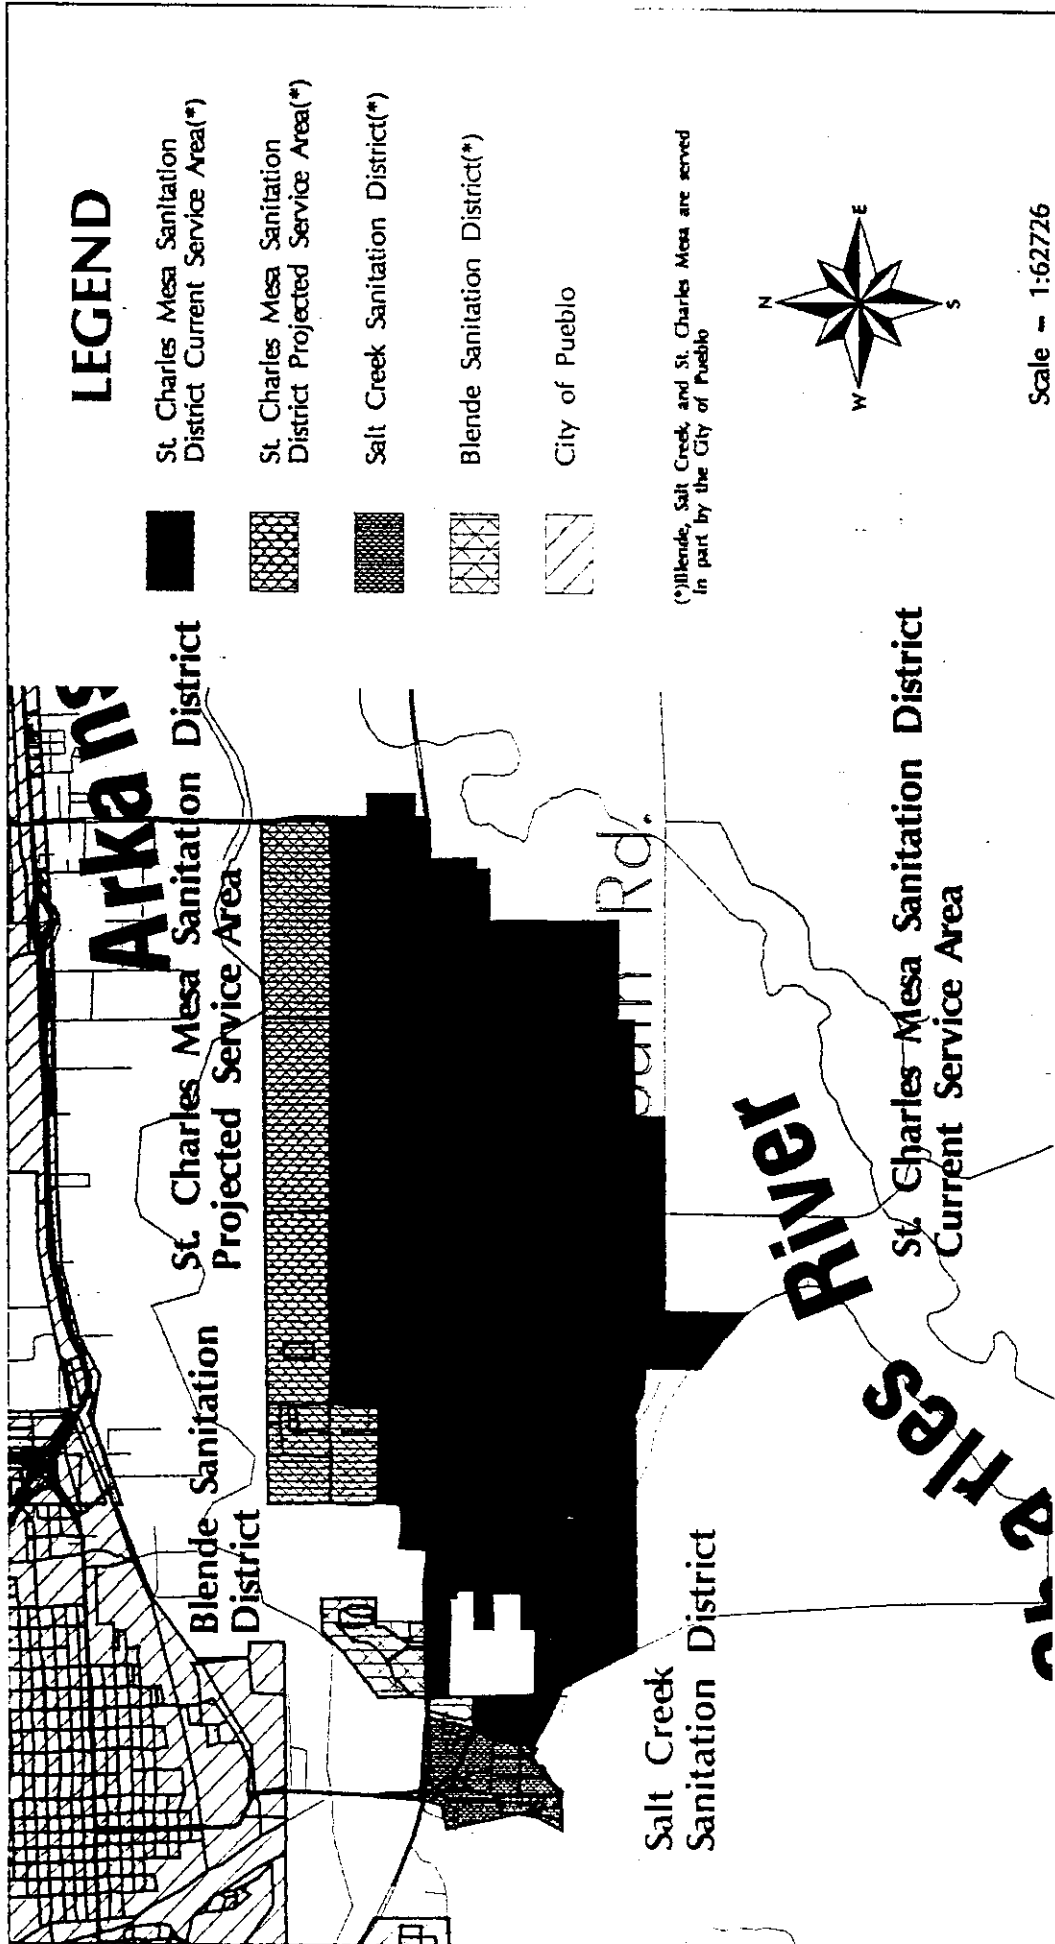 LEGEND
St. Charles Mesa Sanitation
District Current Service Area(*)
St. Charles Mesa Sanitation
District Projected Service Area(*)
Salt Creek Sanitation District(*)
Blende Sanitation District(*)
City of Pueblo
(*)Blende, Salt Creek, and St. Charles Mesa are served
in part by the City of Pueblo
N
W
E
S
Scale - 1:62726
Arkans
St. Charles Mesa Sanitation District
Projected Service Area
Blende Sanitation
District
Rd.
River
arles
St. Charles Mesa Sanitation District
Current Service Area
Salt Creek
Sanitation District